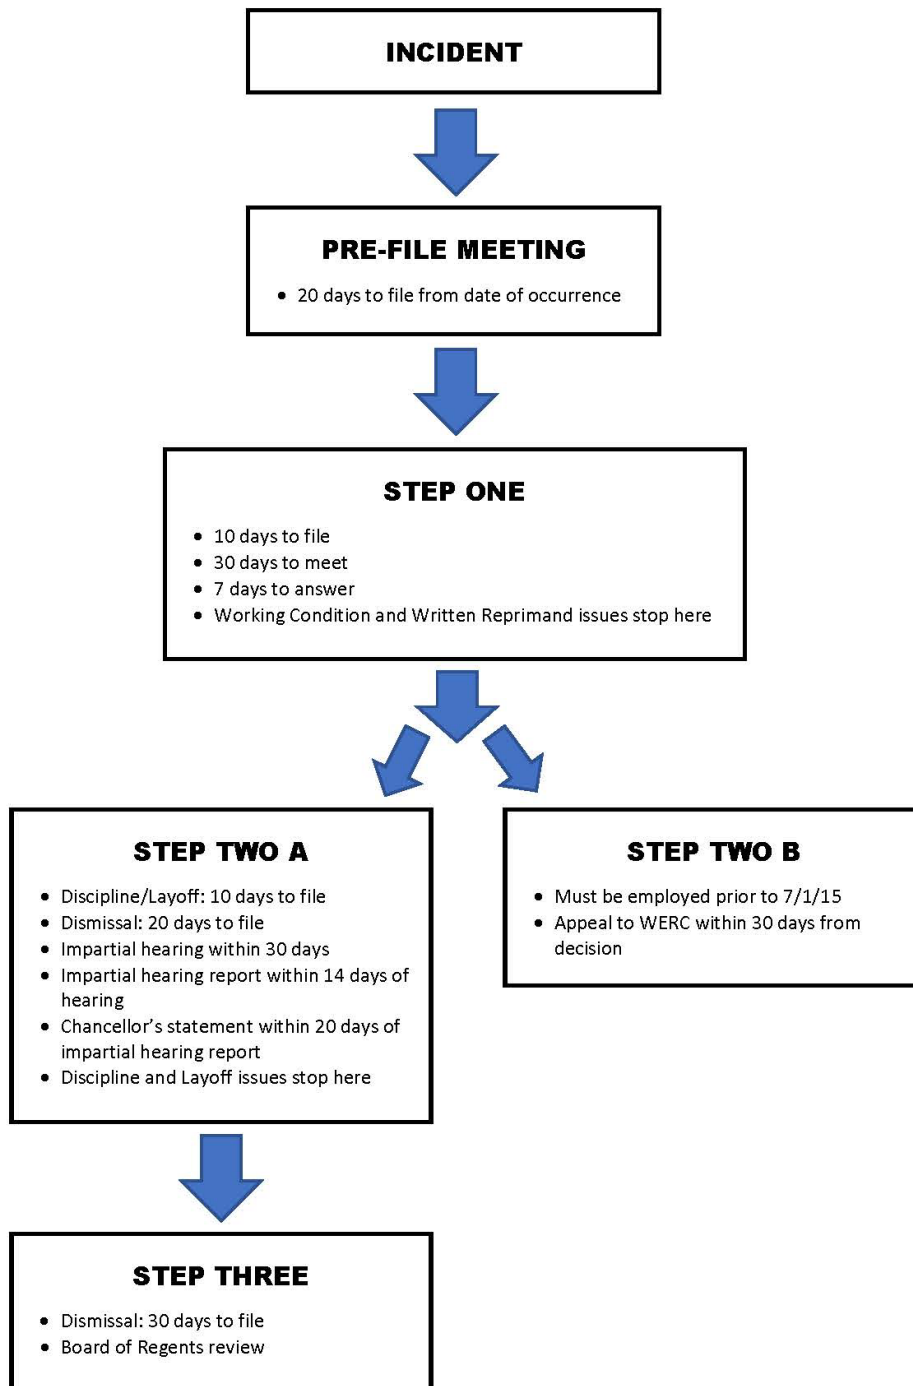 INCIDENT
PRE-FILE MEETING
• 20 days to file from date of occurrence
STEP ONE
• 10 days to file
• 30 days to meet
• 7 days to answer
• Working Condition and Written Reprimand issues stop here
STEP TWO A
• Discipline/Layoff: 10 days to file
• Dismissal: 20 days to file
• Impartial hearing within 30 days
• Impartial hearing report within 14 days of
hearing
• Chancellor's statement within 20 days of
impartial hearing report
• Discipline and Layoff issues stop here
STEP TWO B
• Must be employed prior to 7/1/15
• Appeal to WERC within 30 days from
decision
STEP THREE
• Dismissal: 30 days to file
• Board of Regents review